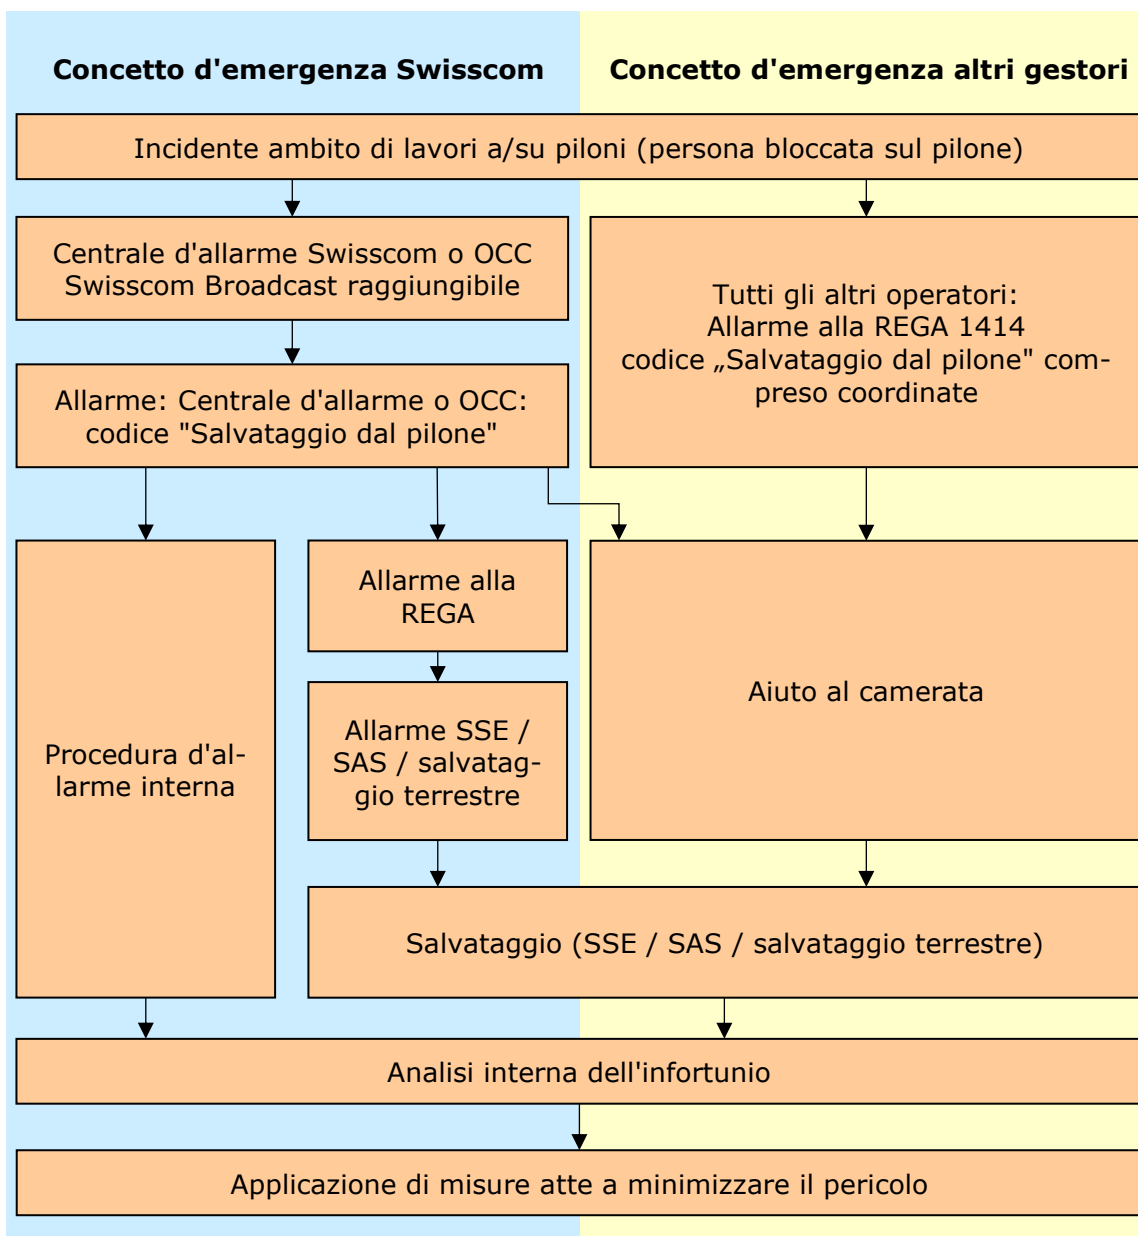 Concetto d'emergenza Swisscom
Concetto d'emergenza altri gestori
Incidente ambito di lavori a/su piloni (persona bloccata sul pilone)
Centrale d'allarme Swisscom o OCC
Swisscom Broadcast raggiungibile
Tutti gli altri operatori:
Allarme alla REGA 1414
codice „Salvataggio dal pilone" com-
preso coordinate
Allarme: Centrale d'allarme o OCC:
codice "Salvataggio dal pilone"
Procedura d'al-
larme interna
Allarme alla
REGA
Allarme SSE /
SAS / salvatag-
gio terrestre
Aiuto al camerata
Salvataggio (SSE / SAS / salvataggio terrestre)
Analisi interna dell'infortunio
Applicazione di misure atte a minimizzare il pericolo